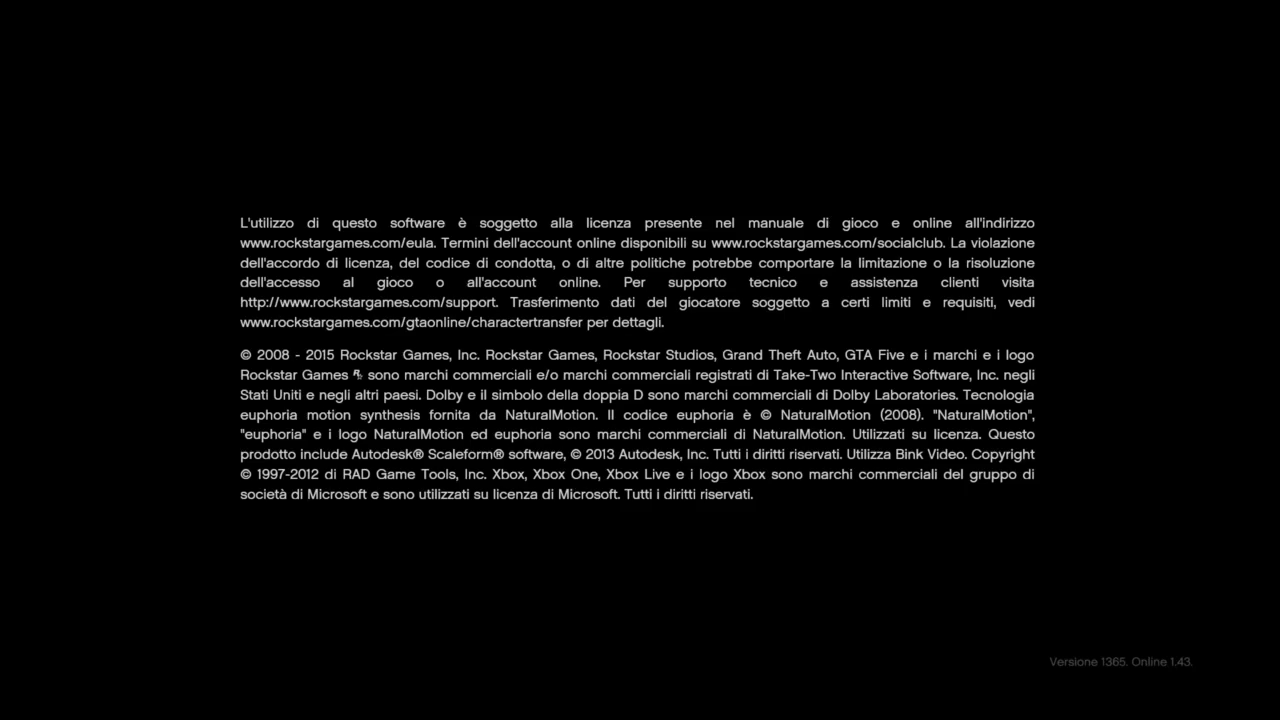 L'utilizzo di questo software è soggetto alla licenza presente nel manuale di gioco e online all'indirizzo
www.rockstargames.com/eula. Termini dell'account online disponibili su www.rockstargames.com/socialclub. La violazione
dell'accordo di licenza, del codice di condotta, o di altre politiche potrebbe comportare la limitazione o la risoluzione
dell'accesso al gioco o all'account online. Per supporto tecnico e assistenza clienti visita
http://www.rockstargames.com/support. Trasferimento dati del giocatore soggetto a certi limiti e requisiti, vedi
www.rockstargames.com/gtaonline/charactertransfer per dettagli.
© 2008 - 2015 Rockstar Games, Inc. Rockstar Games, Rockstar Studios, Grand Theft Auto, GTA Five e i marchi e i logo
Rockstar Games R* sono marchi commerciali e/o marchi commerciali registrati di Take-Two Interactive Software, Inc. negli
Stati Uniti e negli altri paesi. Dolby e il simbolo della doppia D sono marchi commerciali di Dolby Laboratories. Tecnologia
euphoria motion synthesis fornita da NaturalMotion. Il codice euphoria è © NaturalMotion (2008). "NaturalMotion",
"euphoria" e i logo NaturalMotion ed euphoria sono marchi commerciali di NaturalMotion. Utilizzati su licenza. Questo
prodotto include Autodesk® Scaleform® software, © 2013 Autodesk, Inc. Tutti i diritti riservati. Utilizza Bink Video. Copyright
© 1997-2012 di RAD Game Tools, Inc. Xbox, Xbox One, Xbox Live e i logo Xbox sono marchi commerciali del gruppo di
società di Microsoft e sono utilizzati su licenza di Microsoft. Tutti i diritti riservati.
Versione 1365. Online 1.43.